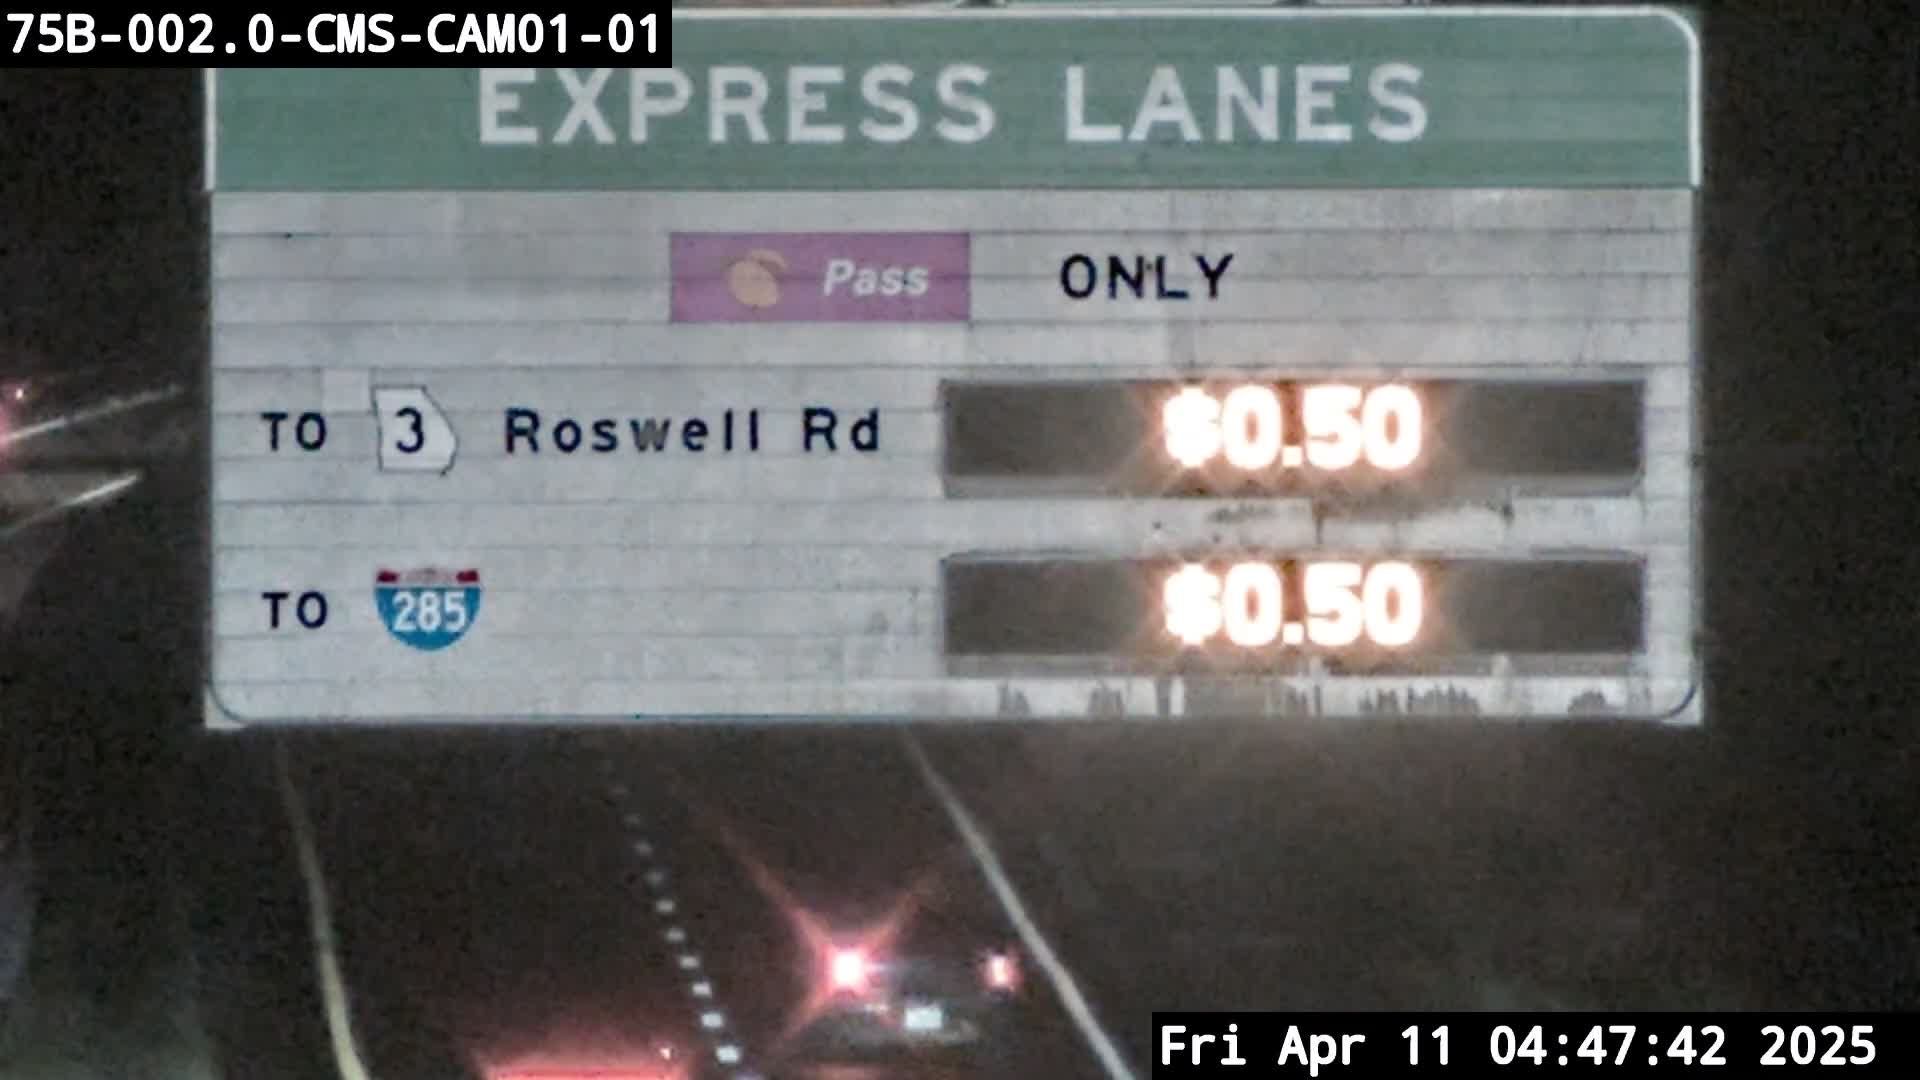 75B-002.0-CMS-CAM01-01
EXPRESS LANES
Pass ONLY
TO 3 Roswell Rd $0.50
TO 285 $0.50
Fri Apr 11 04:47:42 2025